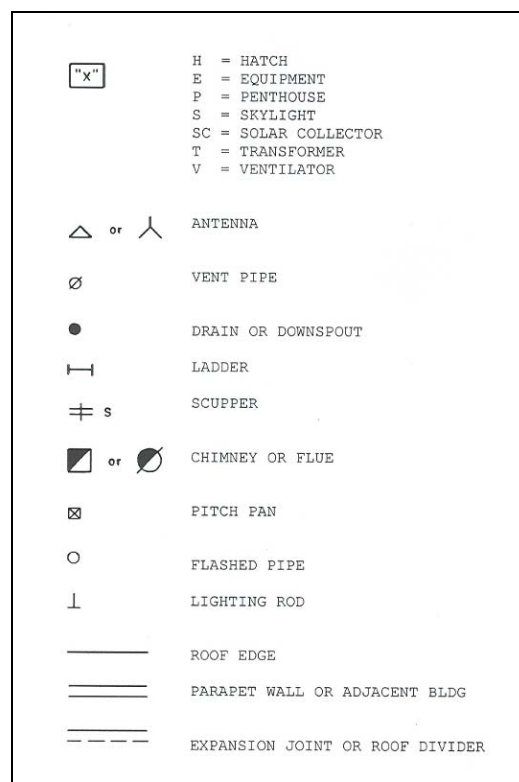 "x"
H = HATCH
E = EQUIPMENT
P = PENTHOUSE
S = SKYLIGHT
SC = SOLAR COLLECTOR
T = TRANSFORMER
V = VENTILATOR
or ANTENNA
VENT PIPE
DRAIN OR DOWNSPOUT
LADDER
S SCUPPER
or CHIMNEY OR FLUE
PITCH PAN
FLASHED PIPE
LIGHTING ROD
ROOF EDGE
PARAPET WALL OR ADJACENT BLDG
EXPANSION JOINT OR ROOF DIVIDER